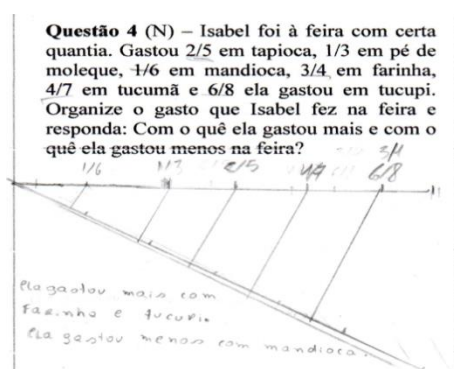 Questão 4 (N) – Isabel foi à feira com certa
quantia. Gastou 2/5 em tapioca, 1/3 em pé de
moleque, 1/6 em mandioca, 3/4 em farinha,
4/7 em tucumã e 6/8 ela gastou em tucupi.
Organize o gasto que Isabel fez na feira e
responda: Com o quê ela gastou mais e com o
quê ela gastou menos na feira?
3/4
1/6 1/3 2/5 4/7 6/8
Ela gastou mais com
farinha e tucupi.
Ela gastou menos com mandioca.